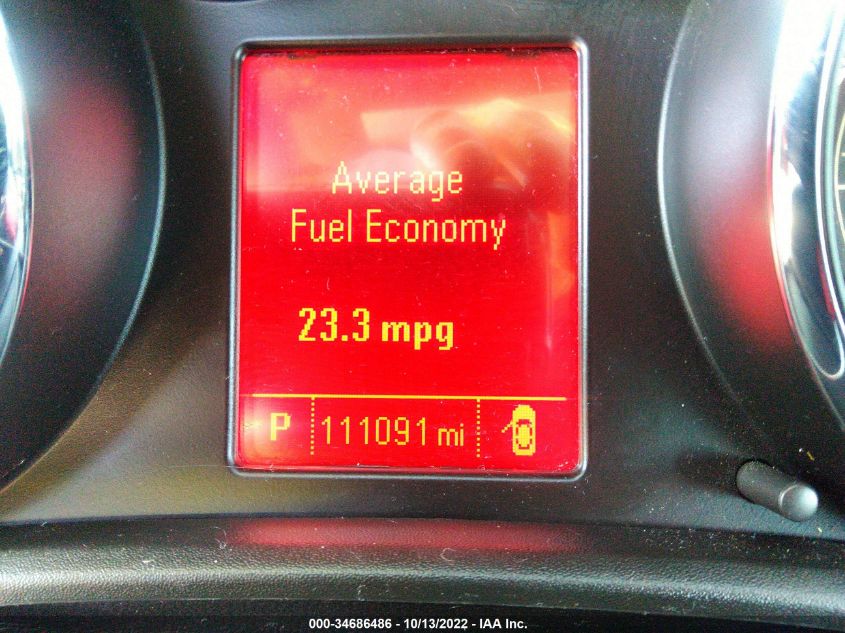 Average
Fuel Economy
23.3 mpg
P 111091 mi
000-34686486 - 10/13/2022 - IAA Inc.